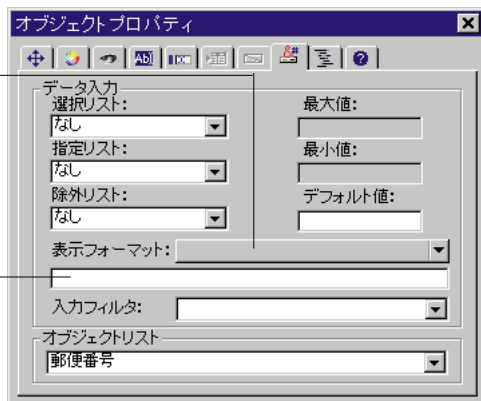 オブジェクトプロパティ
データ入力
選択リスト:
なし
最大値:
指定リスト:
なし
最小値:
除外リスト:
なし
デフォルト値:
表示フォーマット:
入力フィルタ:
オブジェクトリスト
郵便番号